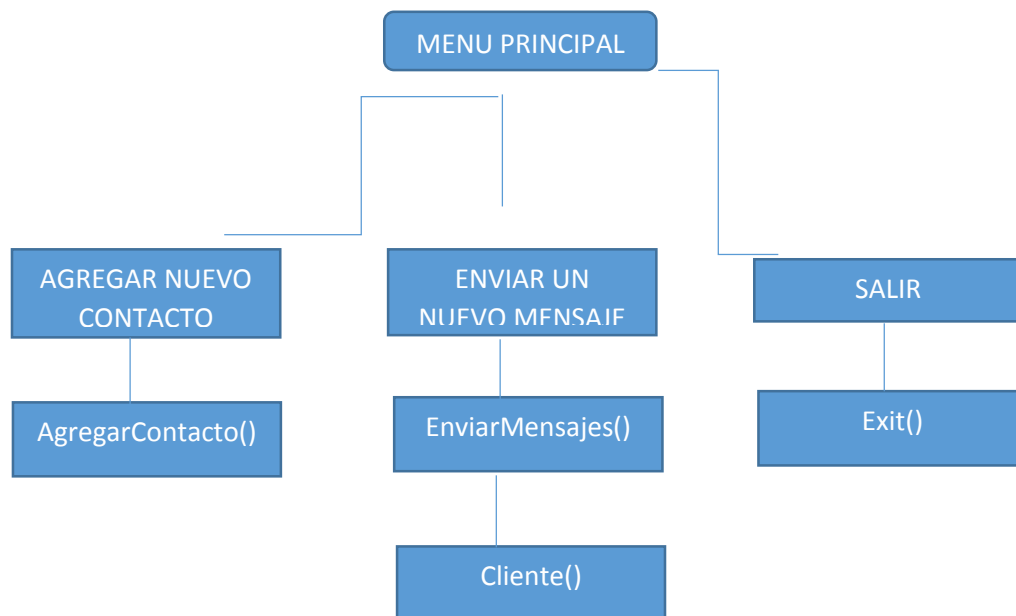 MENU PRINCIPAL
AGREGAR NUEVO
CONTACTO
ENVIAR UN
NUEVO MENSAJE
SALIR
AgregarContacto()
EnviarMensajes()
Exit()
Cliente()